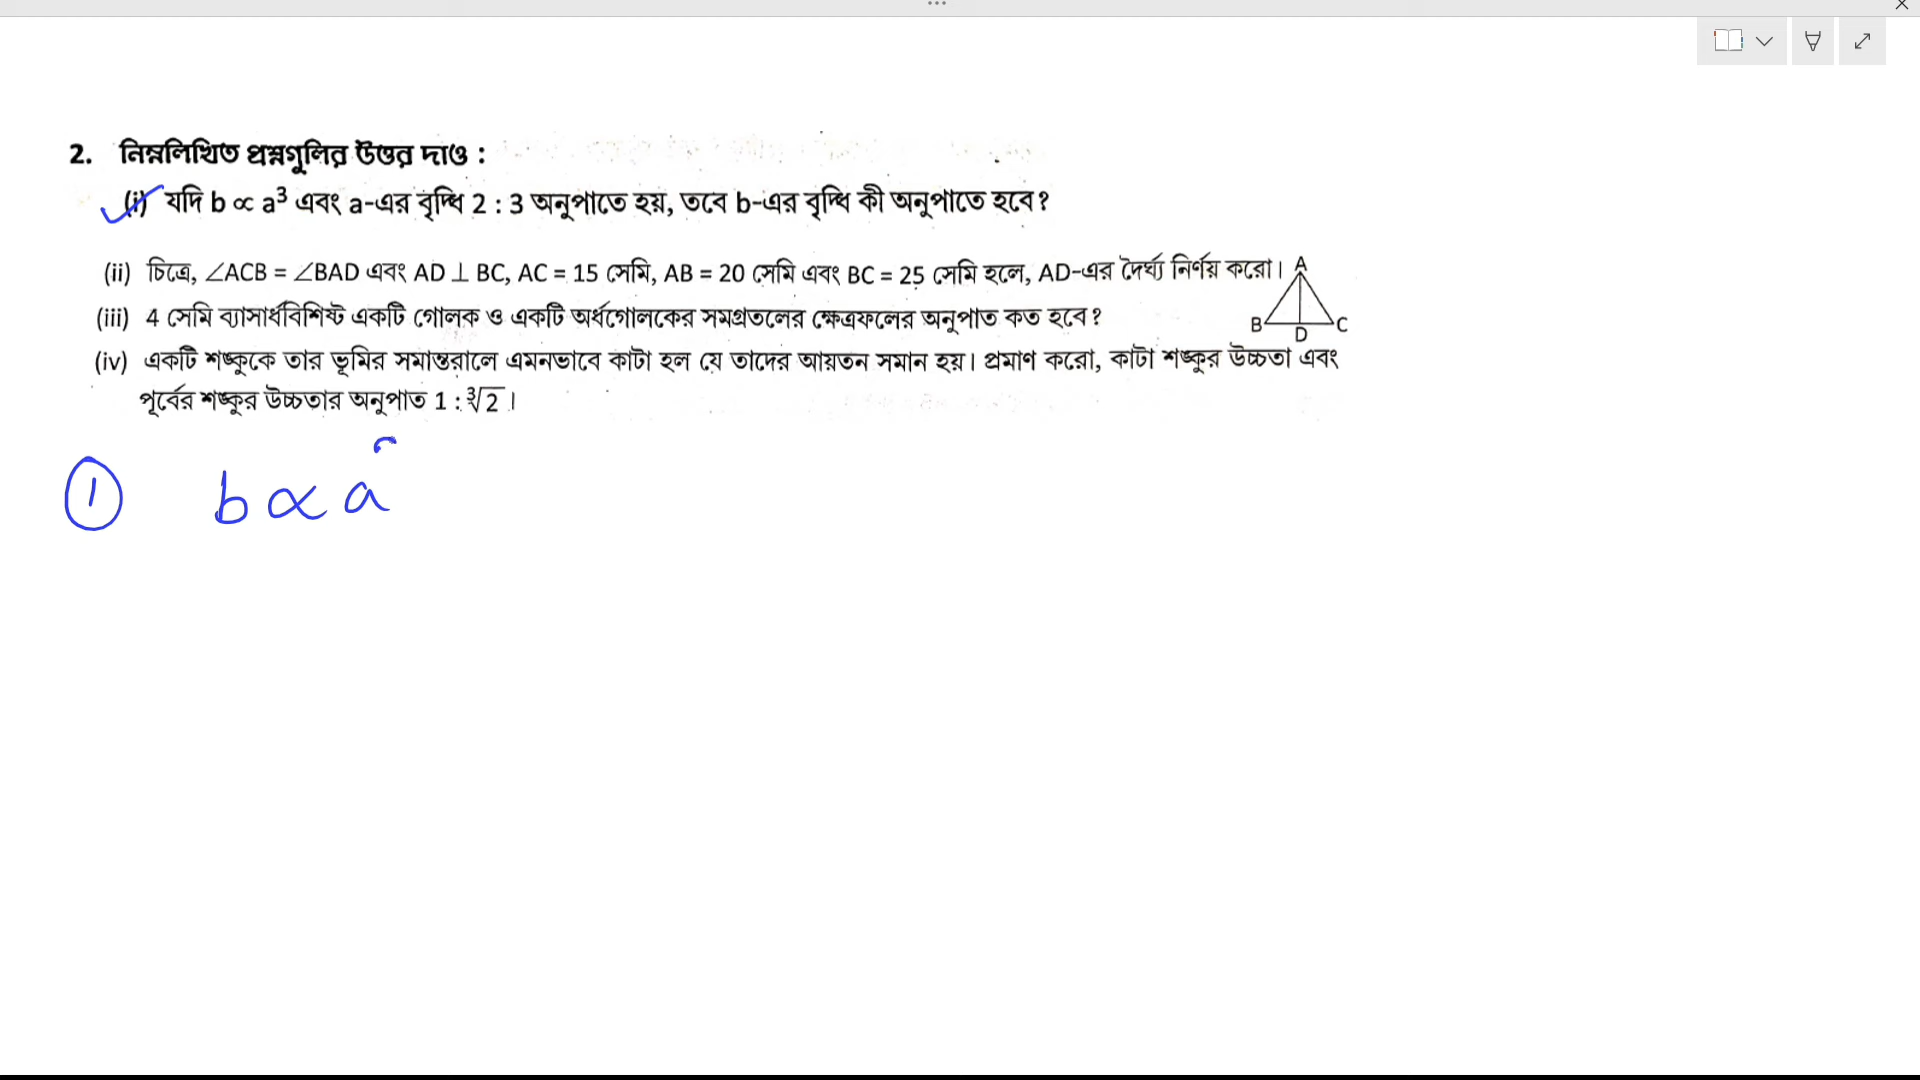 2. নিম্নলিখিত প্রশ্নগুলির উত্তর দাও :
(i) যদি b ∝ a³ এবং a-এর বৃদ্ধি 2 : 3 অনুপাতে হয়, তবে b-এর বৃদ্ধি কী অনুপাতে হবে?
(ii) চিত্রে, ∠ACB = ∠BAD এবং AD ⊥ BC, AC = 15 সেমি, AB = 20 সেমি এবং BC = 25 সেমি হলে, AD-এর দৈর্ঘ্য নির্ণয় করো।
A
B D C
(iii) 4 সেমি ব্যাসার্ধবিশিষ্ট একটি গোলক ও একটি অর্ধগোলকের সমগ্রতলের ক্ষেত্রফলের অনুপাত কত হবে?
(iv) একটি শঙ্কুকে তার ভূমির সমান্তরালে এমনভাবে কাটা হল যে তাদের আয়তন সমান হয়। প্রমাণ করো, কাটা শঙ্কুর উচ্চতা এবং
পূর্বের শঙ্কুর উচ্চতার অনুপাত 1 : ∛2।
① b ∝ a